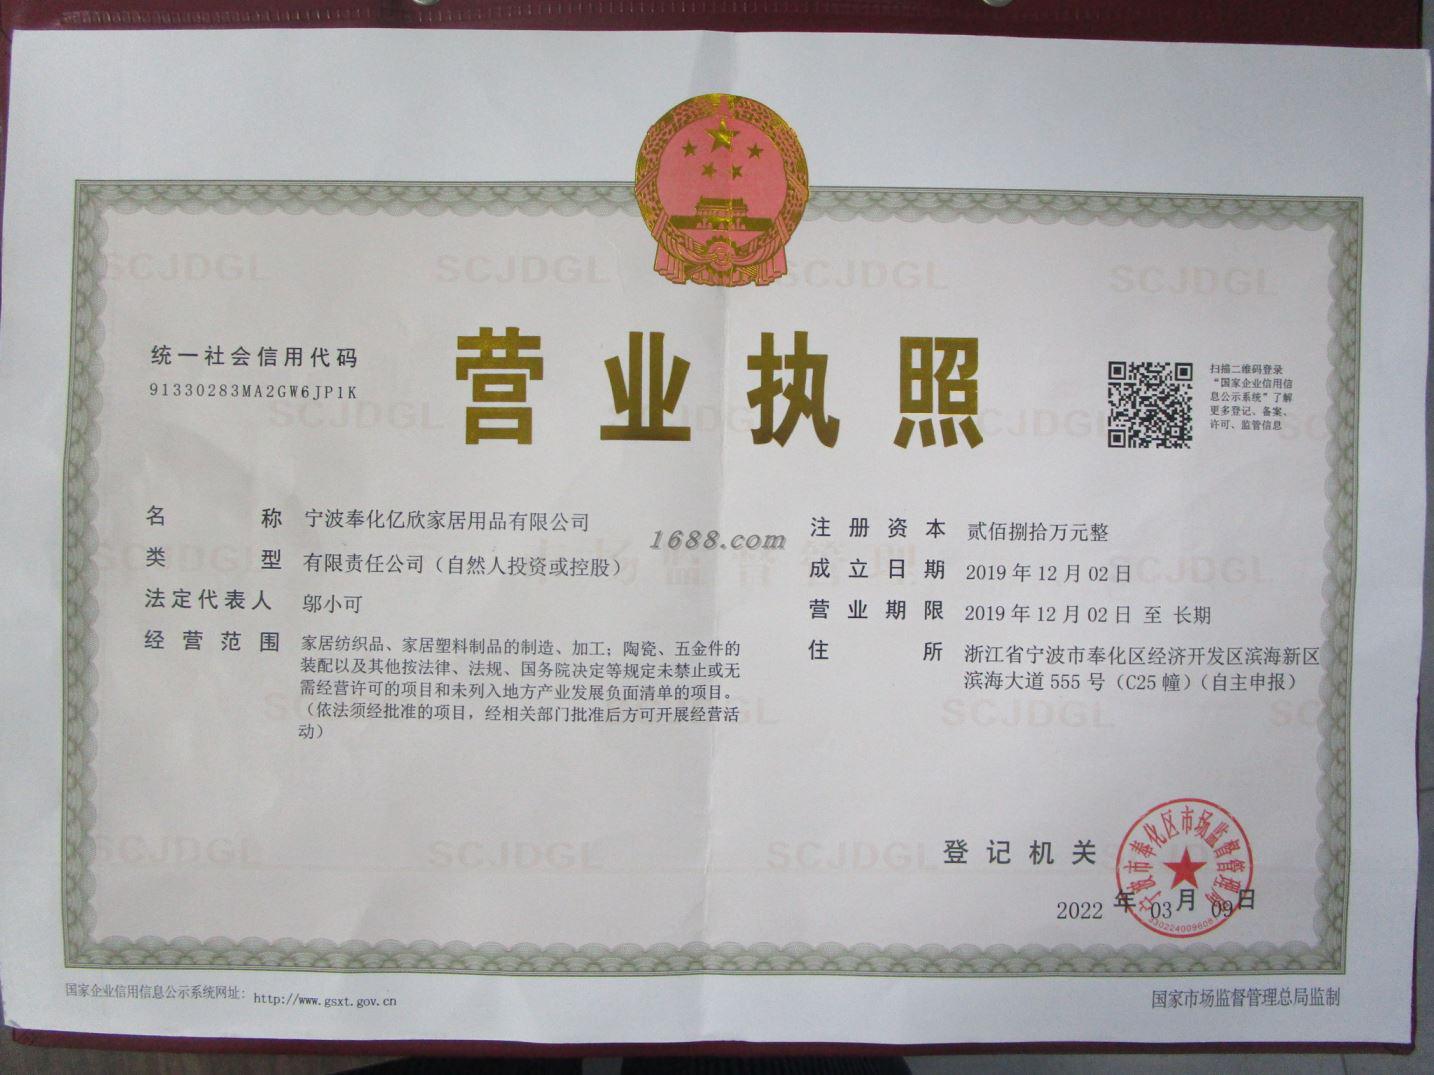 营业执照
统一社会信用代码
91330283MA2GW6JP1K
扫描二维码登录
“国家企业信用信
息公示系统”了解
更多登记、备案、
许可、监管信息
名 称 宁波奉化亿欣家居用品有限公司
类 型 有限责任公司（自然人投资或控股）
法定代表人 邬小可
经营范围 家居纺织品、家居塑料制品的制造、加工；陶瓷、五金件的
装配以及其他按法律、法规、国务院决定等规定未禁止或无
需经营许可的项目和未列入地方产业发展负面清单的项目。
（依法须经批准的项目，经相关部门批准后方可开展经营活
动）
1688.com
注册资本 贰佰捌拾万元整
成立日期 2019年12月02日
营业期限 2019年12月02日 至 长期
住 所 浙江省宁波市奉化区经济开发区滨海新区
滨海大道555号（C25幢）（自主申报）
登记机关
宁波市奉化区市场监督管理局
2022年03月09日
国家企业信用信息公示系统网址：http://www.gsxt.gov.cn
国家市场监督管理总局监制
SCJDGL